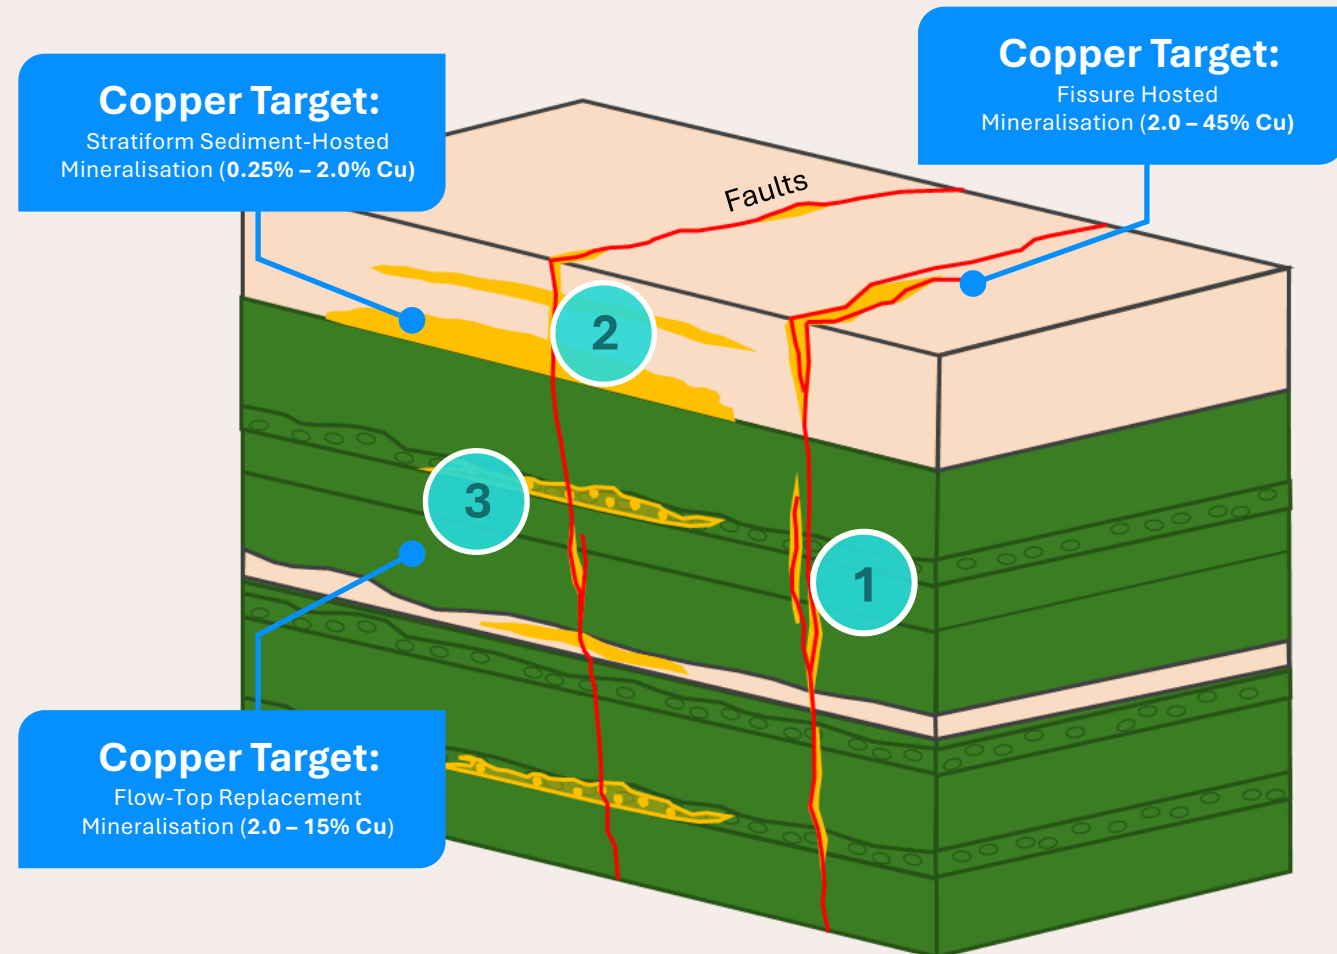 Copper Target:
Stratiform Sediment-Hosted
Mineralisation (0.25% – 2.0% Cu)
Copper Target:
Fissure Hosted
Mineralisation (2.0 – 45% Cu)
Faults
2
3
1
Copper Target:
Flow-Top Replacement
Mineralisation (2.0 – 15% Cu)